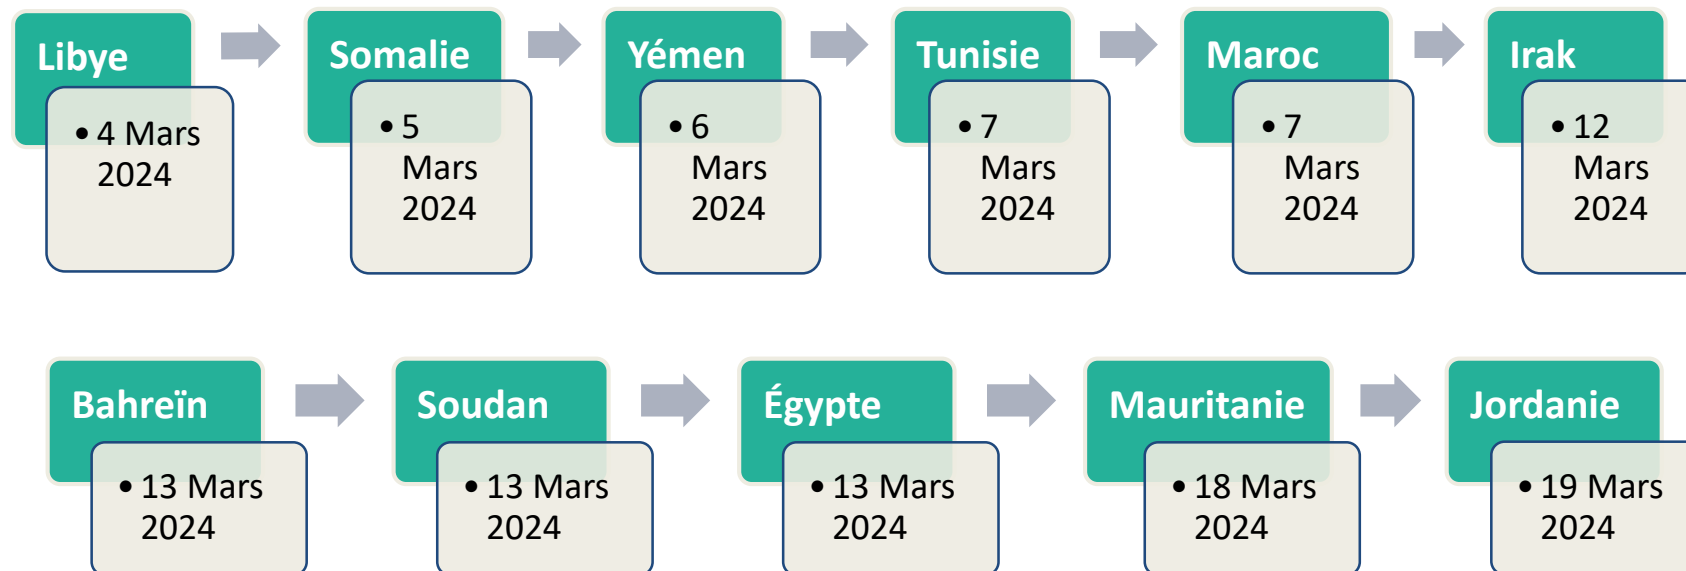 Libye
• 4 Mars
2024
Somalie
• 5
Mars
2024
Yémen
• 6
Mars
2024
Tunisie
• 7
Mars
2024
Maroc
• 7
Mars
2024
Irak
• 12
Mars
2024
Bahreïn
• 13 Mars
2024
Soudan
• 13 Mars
2024
Égypte
• 13 Mars
2024
Mauritanie
• 18 Mars
2024
Jordanie
• 19 Mars
2024